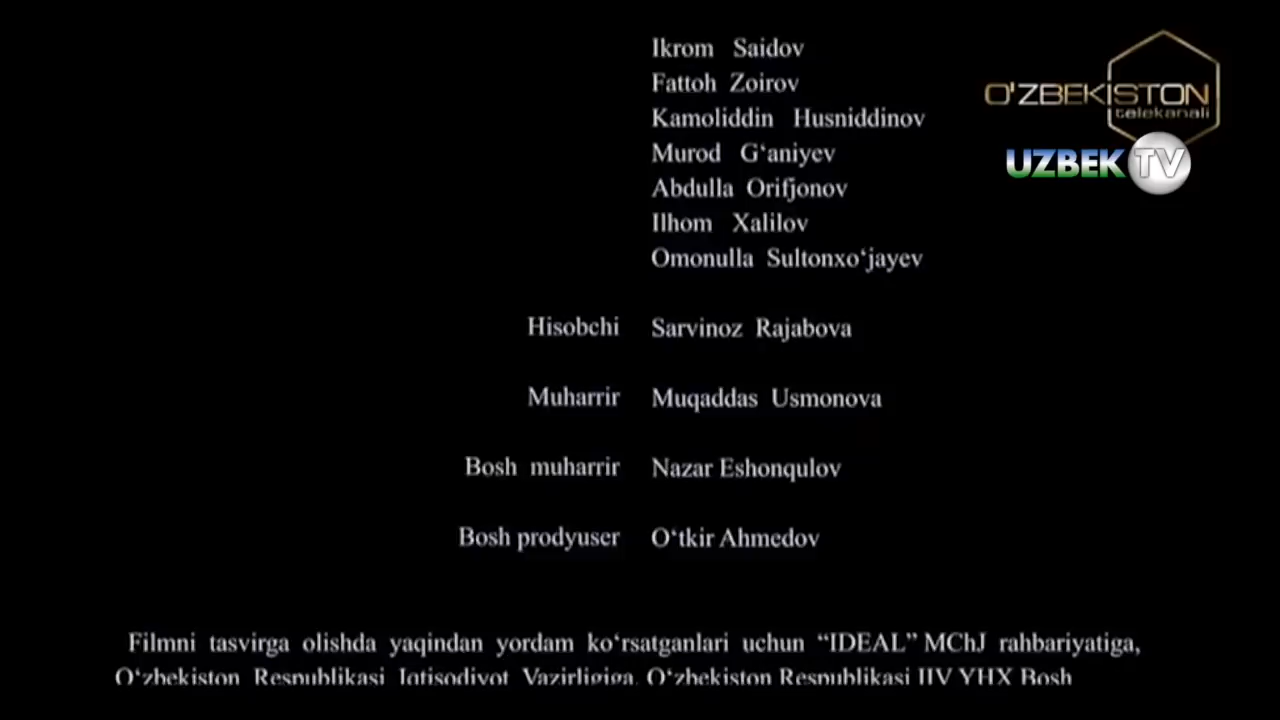 Ikrom Saidov
Fattoh Zoirov
Kamoliddin Husniddinov
Murod G‘aniyev
Abdulla Orifjonov
Ilhom Xalilov
Omonulla Sultonxo‘jayev
O'ZBEKISTON
telekanali
UZBEK TV
Hisobchi Sarvinoz Rajabova
Muharrir Muqaddas Usmonova
Bosh muharrir Nazar Eshonqulov
Bosh prodyuser O‘tkir Ahmedov
Filmni tasvirga olishda yaqindan yordam ko‘rsatganlari uchun “IDEAL” MChJ rahbariyatiga,
O‘zbekiston Respublikasi Iqtisodiyot Vazirligiga, O‘zbekiston Respublikasi IIV YHX Bosh